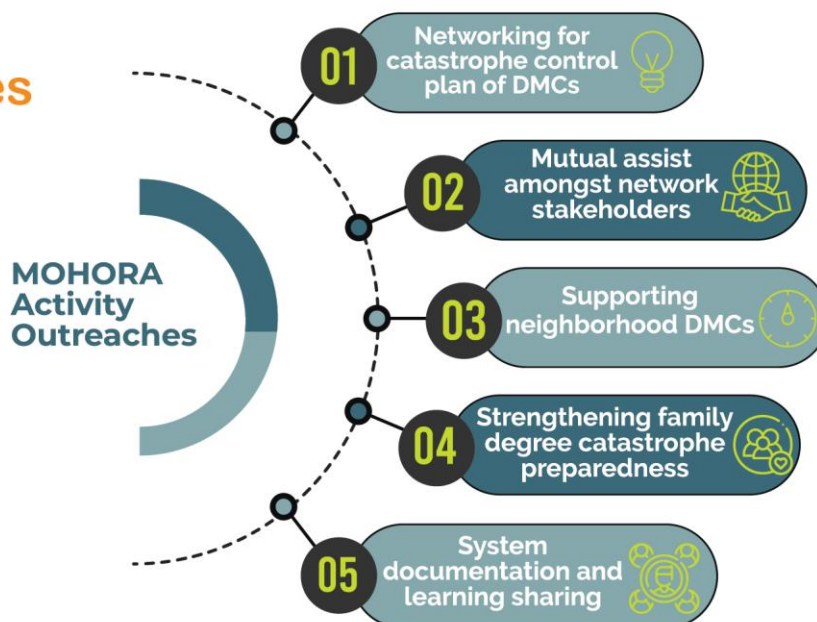 es
MOHORA
Activity
Outreaches
01
Networking for
catastrophe control
plan of DMCs
02
Mutual assist
amongst network
stakeholders
03
Supporting
neighborhood DMCs
04
Strengthening family
degree catastrophe
preparedness
05
System
documentation and
learning sharing